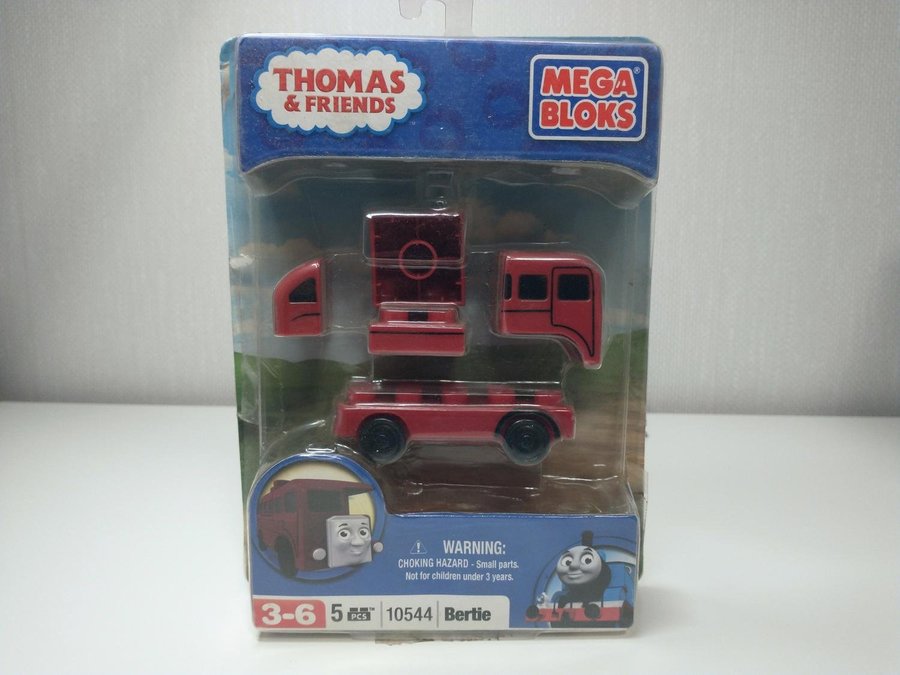 THOMAS
& FRIENDS
MEGA
BLOKS®
WARNING:
CHOKING HAZARD - Small parts.
Not for children under 3 years.
3-6
5 PCS™
10544
Bertie